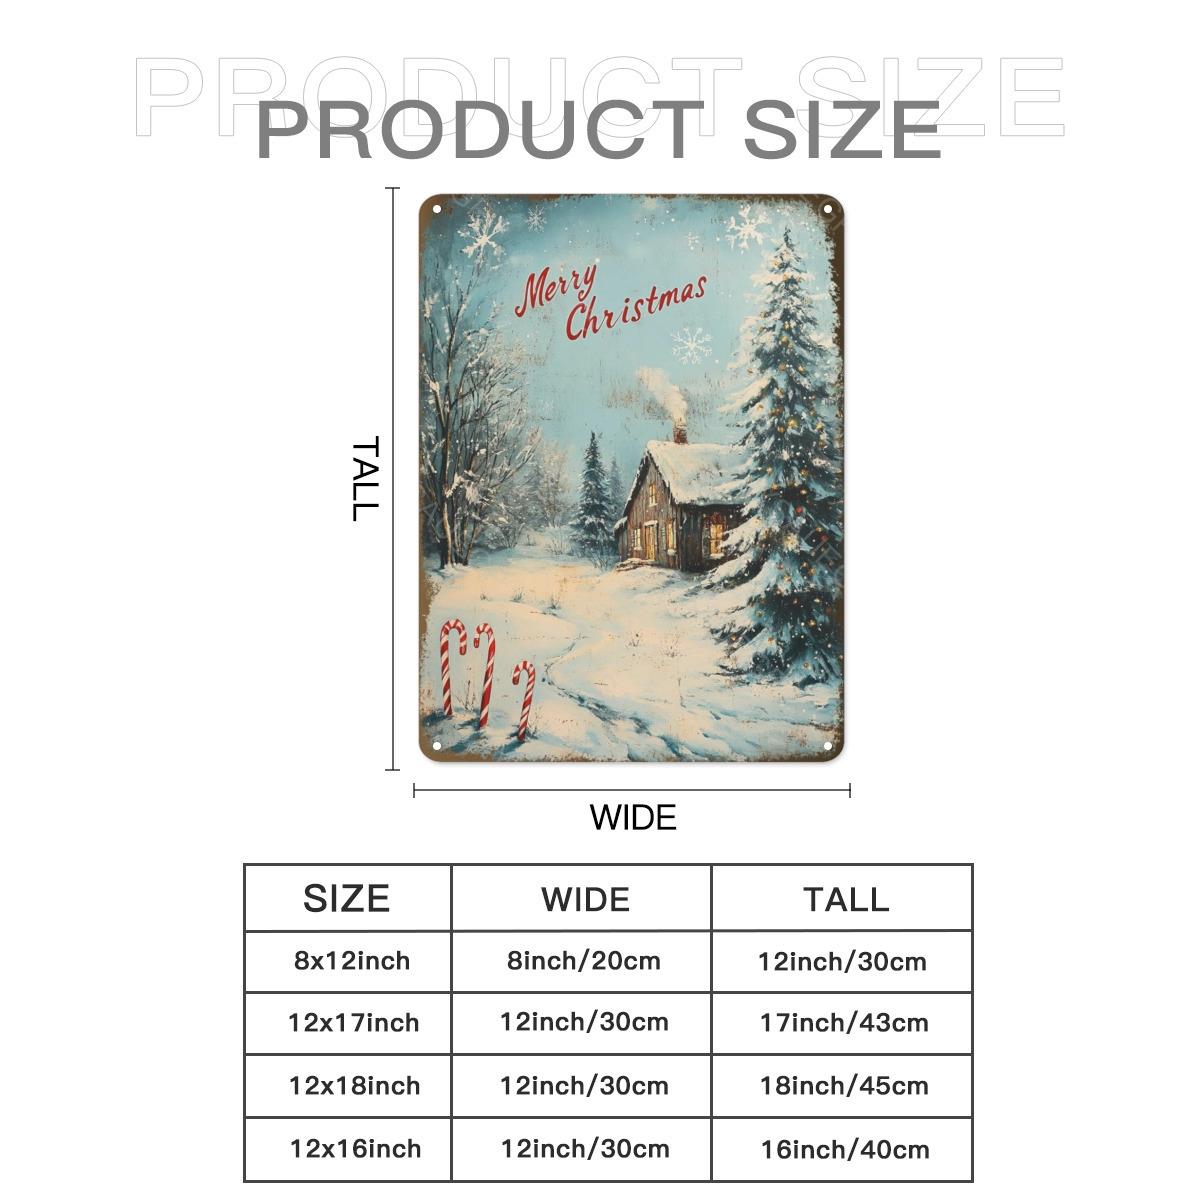 PRODUCT SIZE
PRODUCT SIZE
Merry
Christmas
TALL
WIDE
SIZE WIDE TALL
8x12inch 8inch/20cm 12inch/30cm
12x17inch 12inch/30cm 17inch/43cm
12x18inch 12inch/30cm 18inch/45cm
12x16inch 12inch/30cm 16inch/40cm